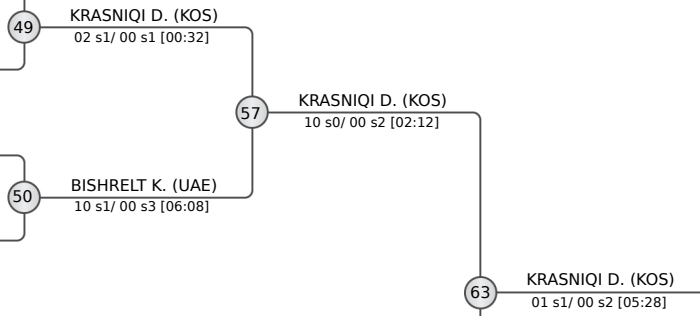 49
KRASNIQI D. (KOS)
02 s1/ 00 s1 [00:32]
57
KRASNIQI D. (KOS)
10 s0/ 00 s2 [02:12]
50
BISHRELT K. (UAE)
10 s1/ 00 s3 [06:08]
63
KRASNIQI D. (KOS)
01 s1/ 00 s2 [05:28]